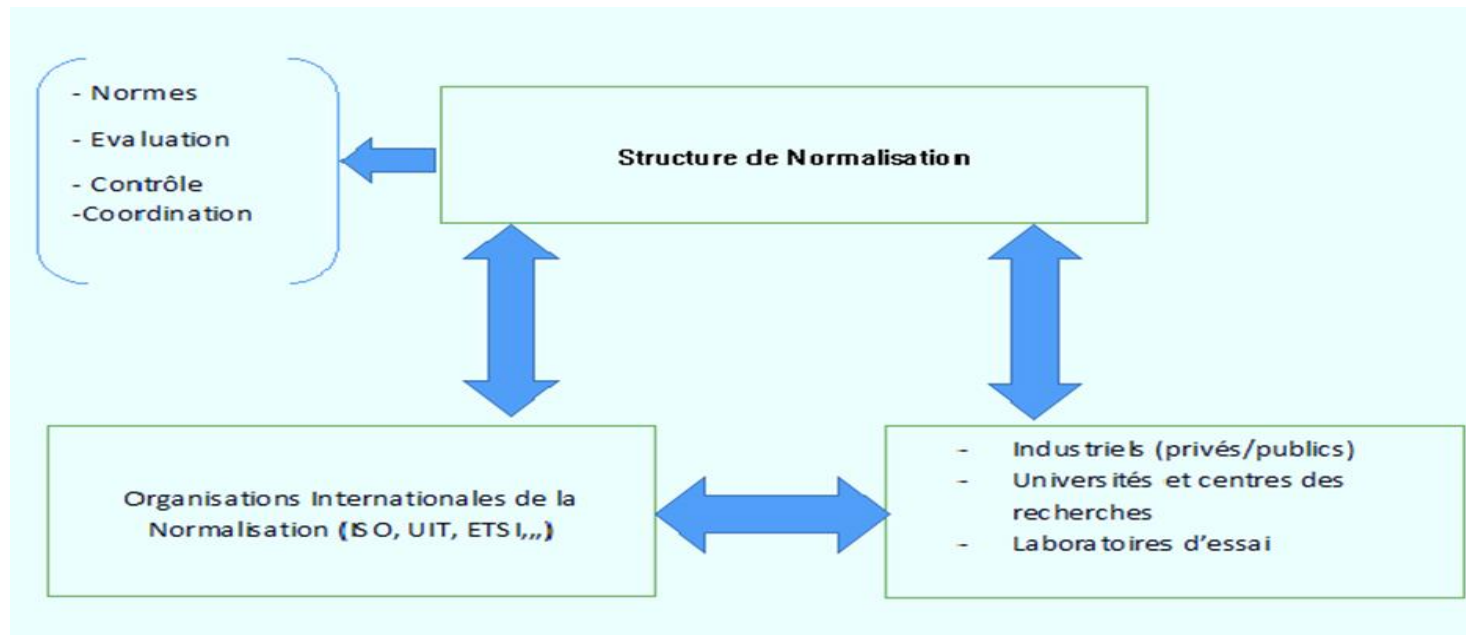 - Normes
- Evaluation
- Contrôle
-Coordination
Structure de Normalisation
Organisations Internationales de la
Normalisation (ISO, UIT, ETSI,,,)
- Industriels (privés/publics)
- Universités et centres des
recherches
- Laboratoires d’essai